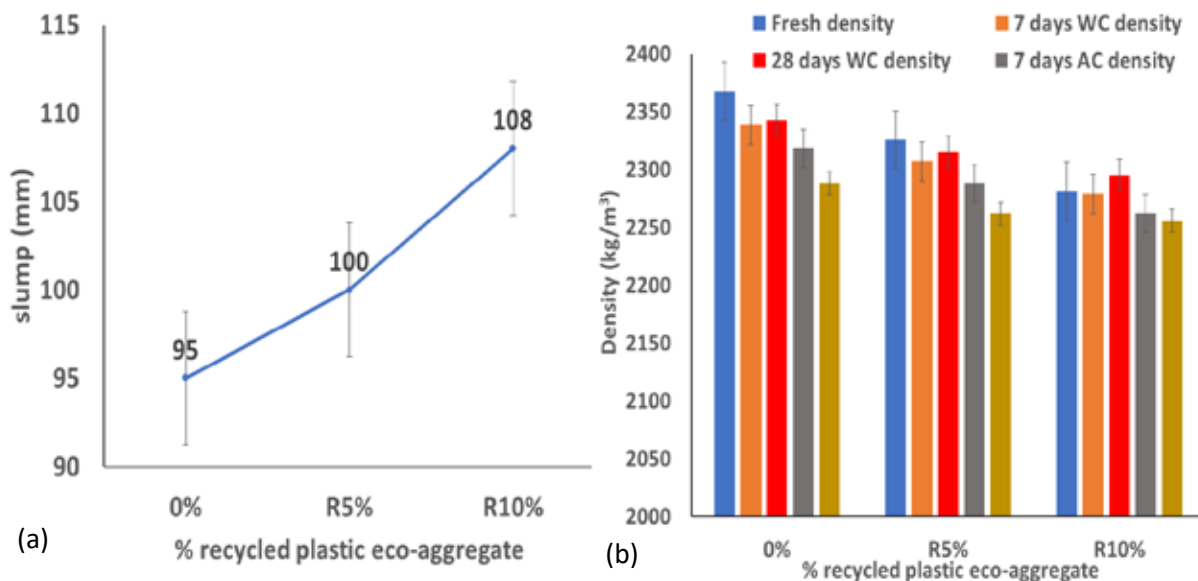 115
110
105
100
95
90
slump (mm)
95
100
108
0%
R5%
R10%
% recycled plastic eco-aggregate
(a)
Fresh density
7 days WC density
28 days WC density
7 days AC density
2400
2350
2300
2250
2200
2150
2100
2050
2000
Density (kg/m³)
0%
R5%
R10%
% recycled plastic eco-aggregate
(b)